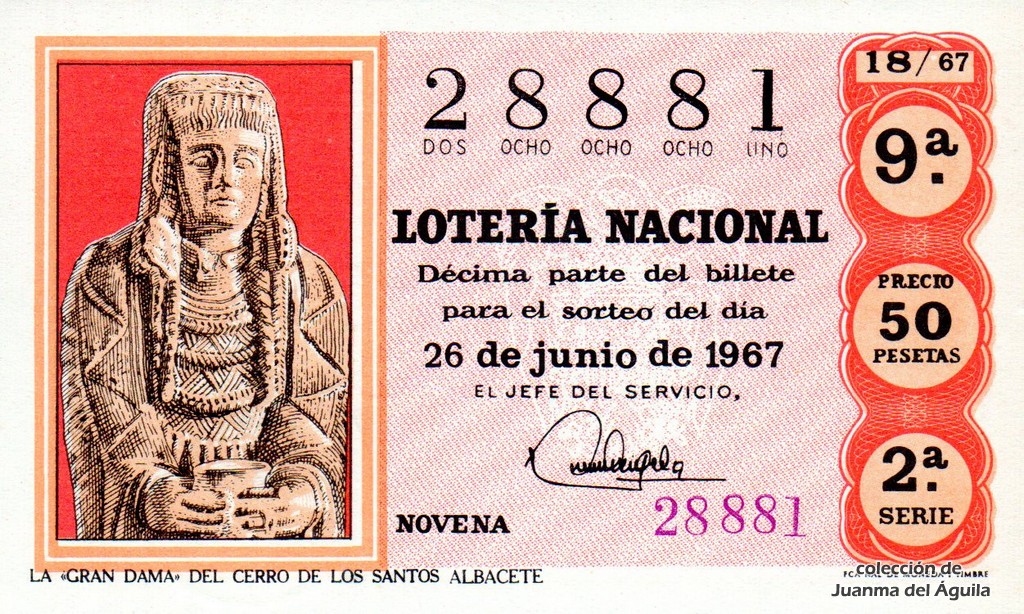 28881
DOS OCHO OCHO OCHO UNO
LOTERÍA NACIONAL
Décima parte del billete
para el sorteo del día
26 de junio de 1967
EL JEFE DEL SERVICIO,
NOVENA
28881
18/67
9.ª
PRECIO
50
PESETAS
2.ª
SERIE
LA «GRAN DAMA» DEL CERRO DE LOS SANTOS ALBACETE
colección de
Juanma del Águila